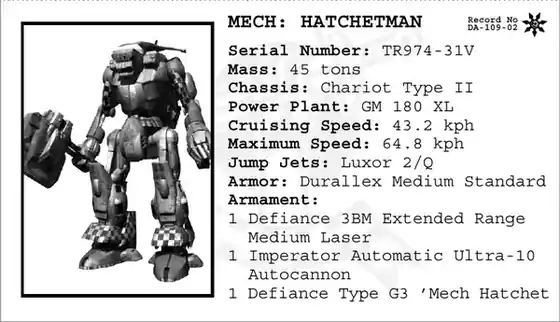 MECH: HATCHETMAN
Record No
DA-109-02
Serial Number: TR974-31V
Mass: 45 tons
Chassis: Chariot Type II
Power Plant: GM 180 XL
Cruising Speed: 43.2 kph
Maximum Speed: 64.8 kph
Jump Jets: Luxor 2/Q
Armor: Durallex Medium Standard
Armament:
1 Defiance 3BM Extended Range
Medium Laser
1 Imperator Automatic Ultra-10
Autocannon
1 Defiance Type G3 ’Mech Hatchet